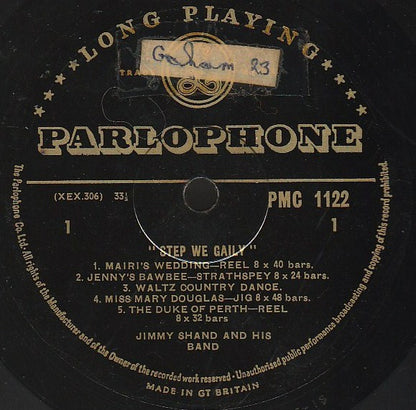 LONG PLAYING
Graham 23
TRA
PARLOPHONE
(XEX.306) 33⅓
PMC 1122
1
1
"STEP WE GAILY"
1. MAIRI'S WEDDING—REEL 8 x 40 bars.
2. JENNY'S BAWBEE—STRATHSPEY 8 x 24 bars.
3. WALTZ COUNTRY DANCE.
4. MISS MARY DOUGLAS—JIG 8 x 48 bars.
5. THE DUKE OF PERTH—REEL
8 x 32 bars
JIMMY SHAND AND HIS
BAND
The Parlophone Co. Ltd. All rights of the Manufacturer and of the Owner of the recorded work reserved · Unauthorised public performance broadcasting and copying of this record prohibited.
MADE IN GT BRITAIN